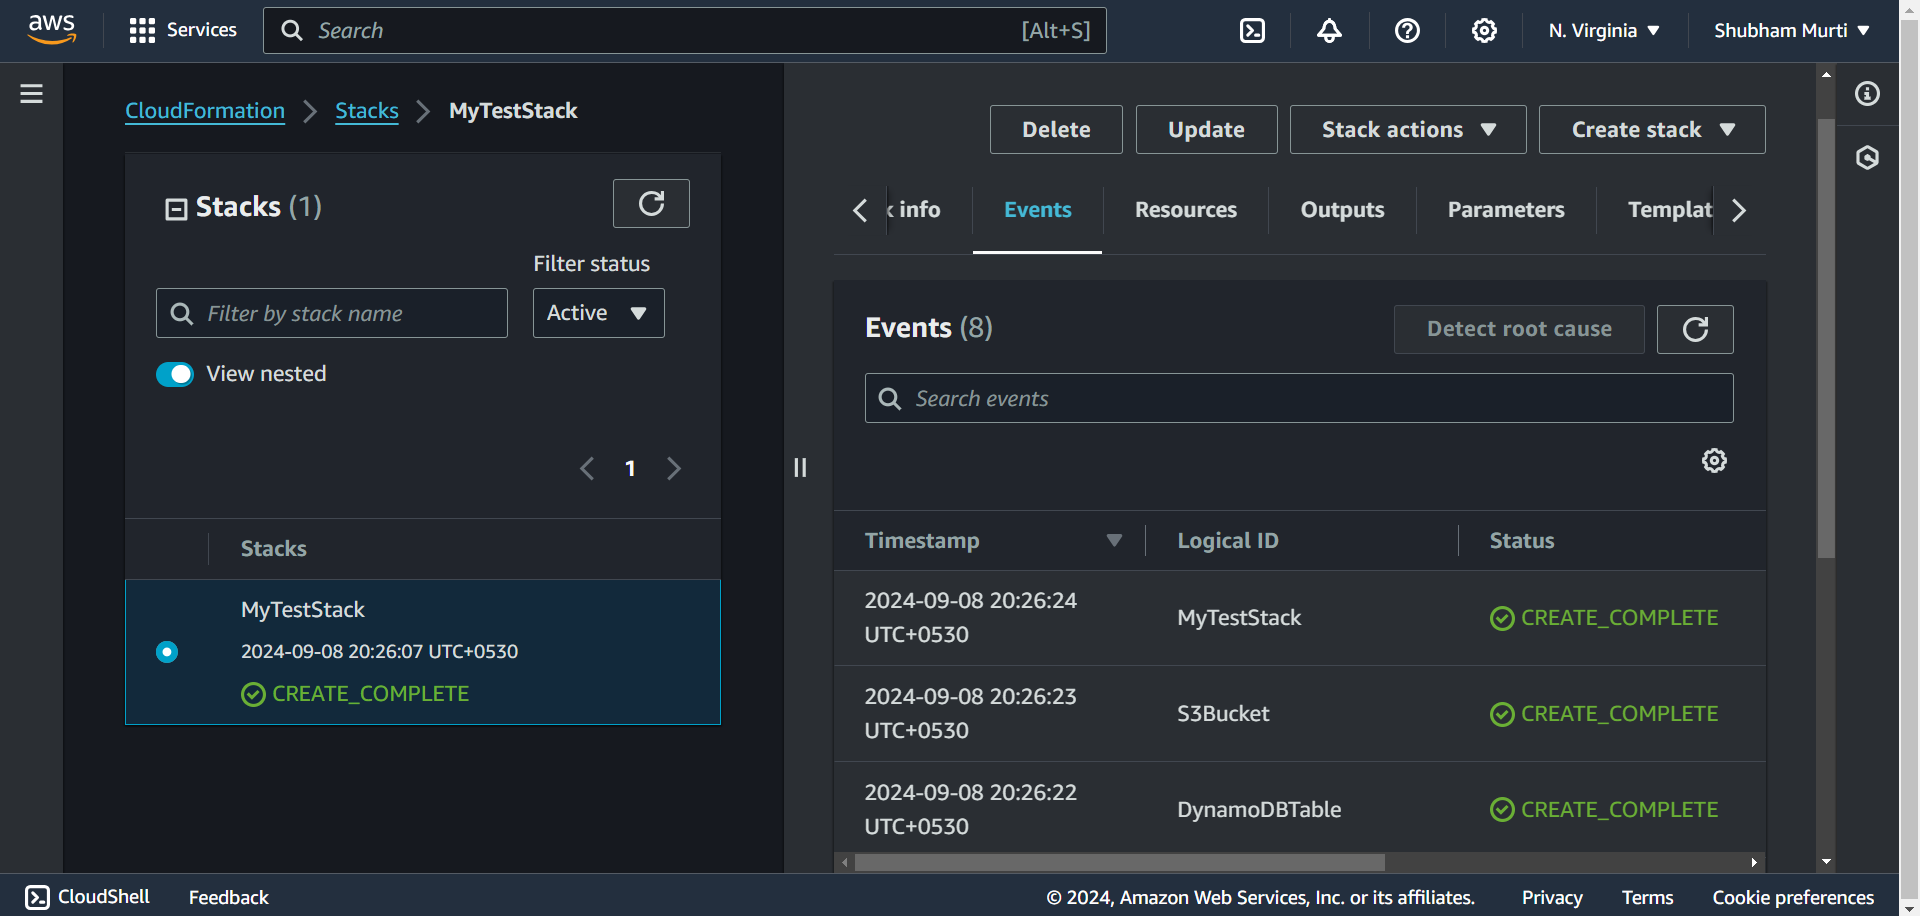 aws
Services
Search
[Alt+S]
N. Virginia
Shubham Murti
CloudFormation
Stacks
MyTestStack
Delete
Update
Stack actions
Create stack
Stacks (1)
info
Events
Resources
Outputs
Parameters
Templat
Filter status
Filter by stack name
Active
View nested
1
Events (8)
Detect root cause
Search events
Stacks
MyTestStack
2024-09-08 20:26:07 UTC+0530
CREATE_COMPLETE
Timestamp
Logical ID
Status
2024-09-08 20:26:24
UTC+0530
MyTestStack
CREATE_COMPLETE
2024-09-08 20:26:23
UTC+0530
S3Bucket
CREATE_COMPLETE
2024-09-08 20:26:22
UTC+0530
DynamoDBTable
CREATE_COMPLETE
CloudShell
Feedback
© 2024, Amazon Web Services, Inc. or its affiliates.
Privacy
Terms
Cookie preferences